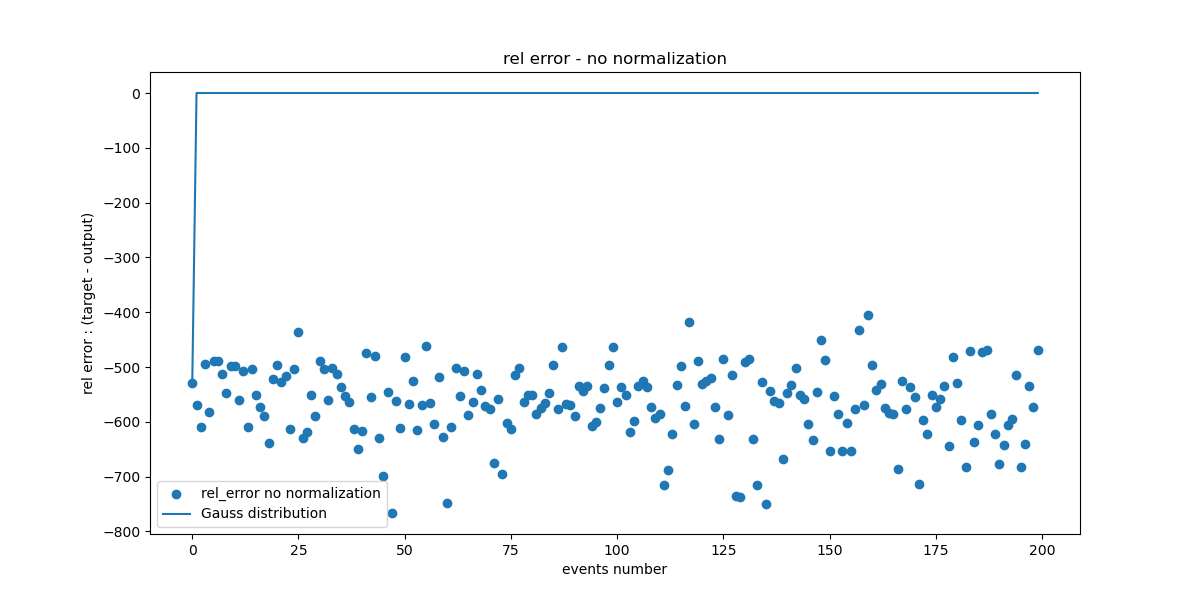 rel error - no normalization
rel error : (target - output)
0
−100
−200
−300
−400
−500
−600
−700
−800
rel_error no normalization
Gauss distribution
0 25 50 75 100 125 150 175 200
events number